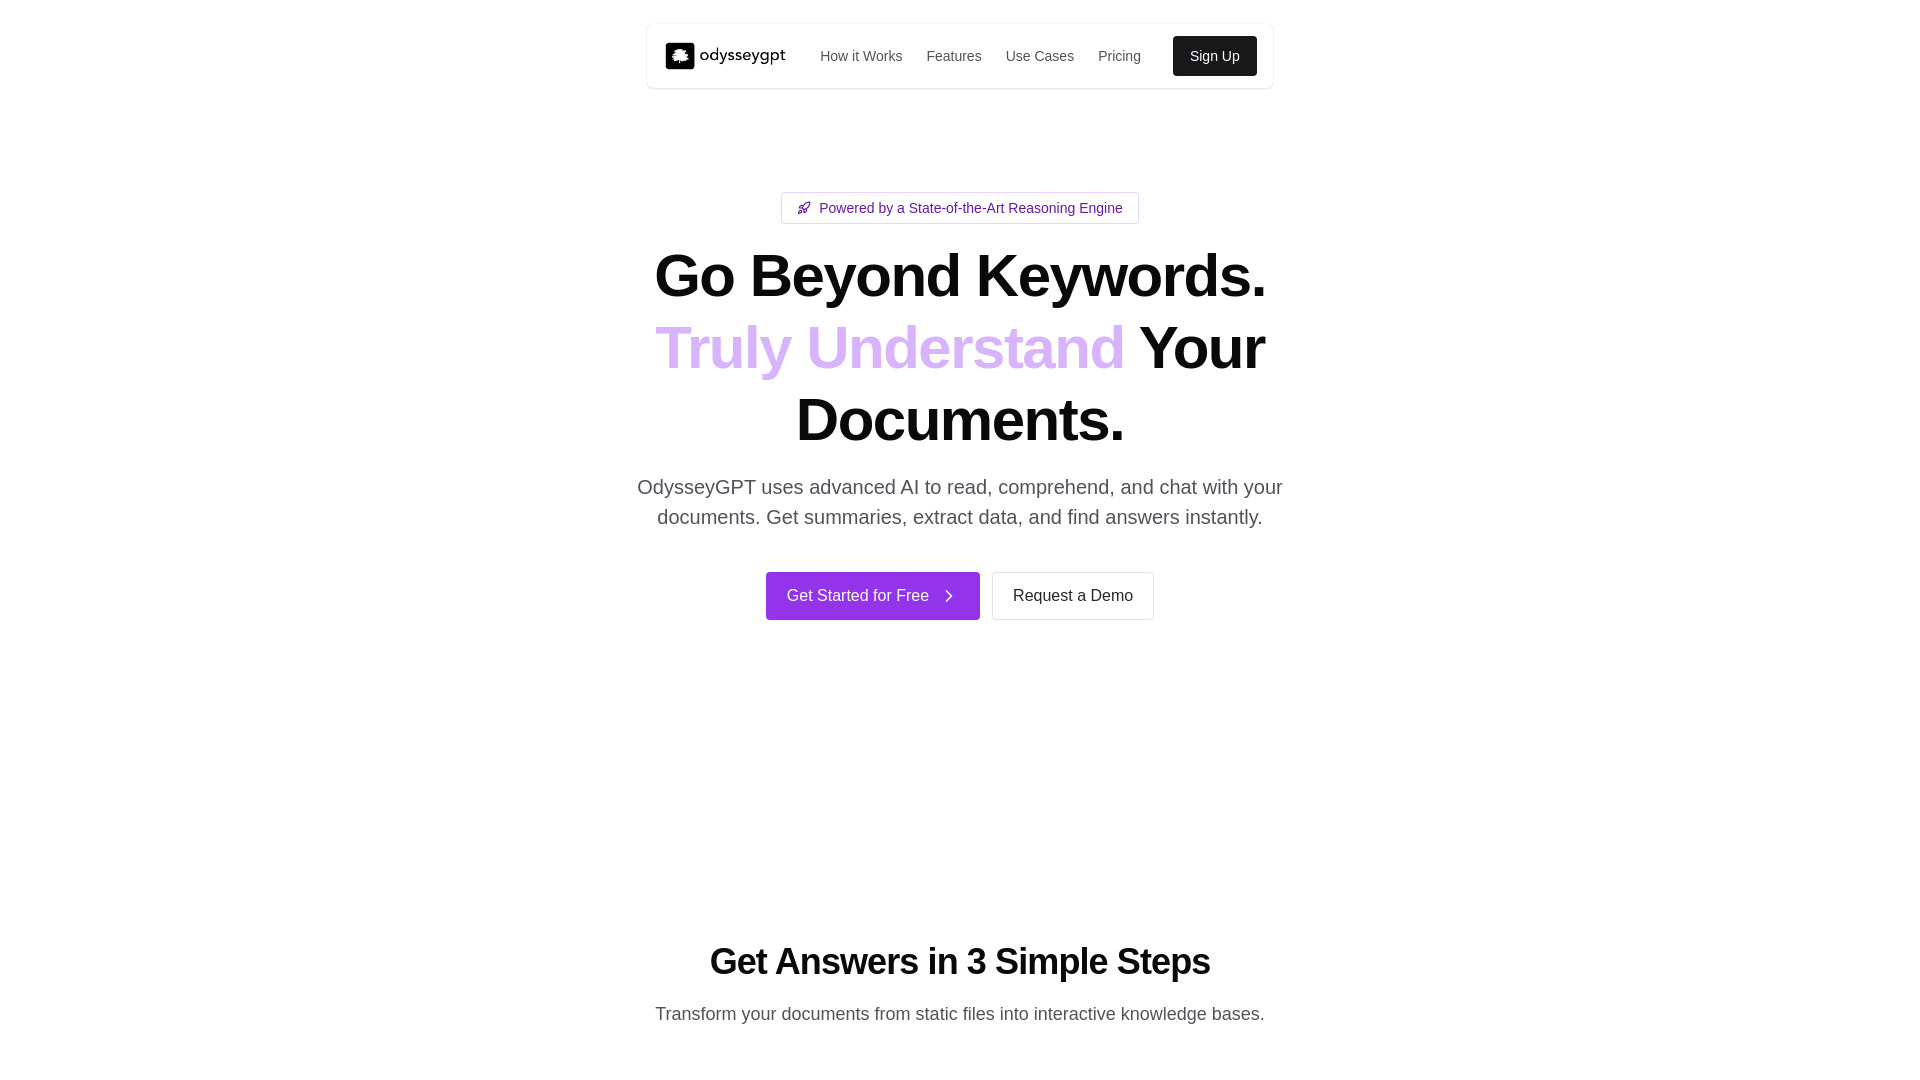 odysseygpt
How it Works
Features
Use Cases
Pricing
Sign Up
Powered by a State-of-the-Art Reasoning Engine
Go Beyond Keywords.
Truly Understand Your
Documents.
OdysseyGPT uses advanced AI to read, comprehend, and chat with your
documents. Get summaries, extract data, and find answers instantly.
Get Started for Free
Request a Demo
Get Answers in 3 Simple Steps
Transform your documents from static files into interactive knowledge bases.